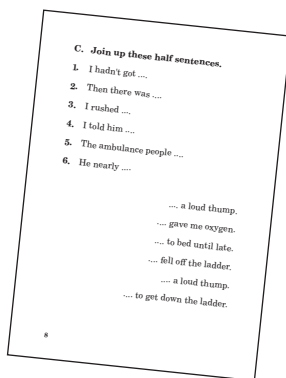 C. Join up these half sentences.
1. I hadn't got ....
2. Then there was ....
3. I rushed ....
4. I told him ....
5. The ambulance people ....
6. He nearly ....
.... a loud thump.
.... gave me oxygen.
.... to bed until late.
.... fell off the ladder.
.... a loud thump.
.... to get down the ladder.
8